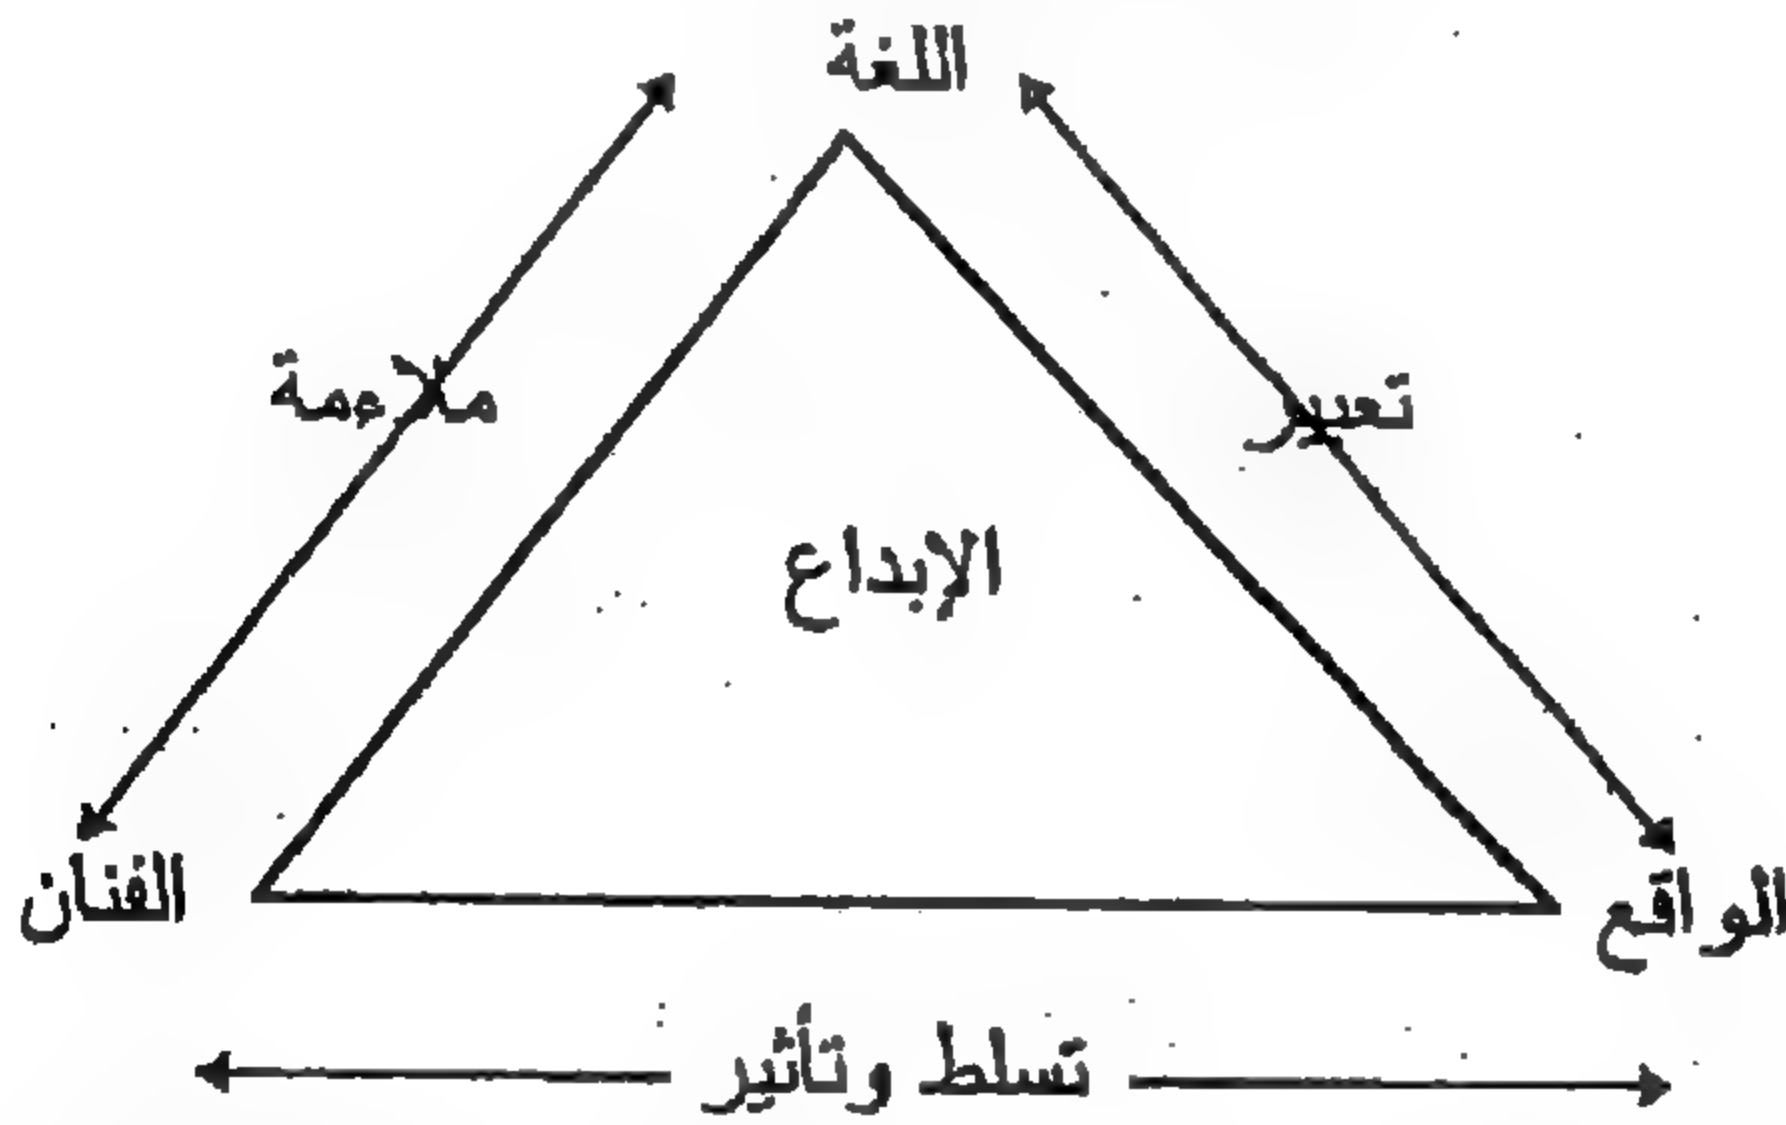 اللغة
تعبير
ملاءمة
الإبداع
الواقع
الفنان
تسلط وتأثير